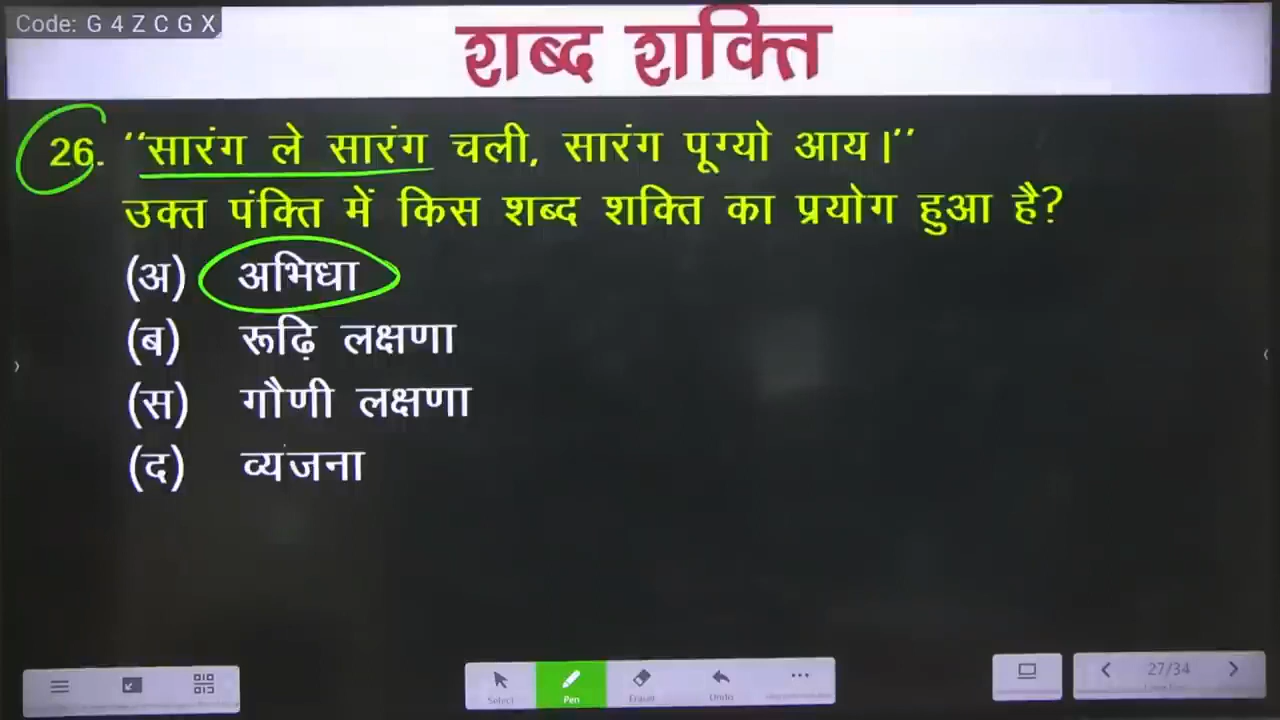 Code: G 4 Z C G X
शब्द शक्ति
26. ‘‘सारंग ले सारंग चली, सारंग पूग्यो आय।’’
उक्त पंक्ति में किस शब्द शक्ति का प्रयोग हुआ है?
(अ) अभिधा
(ब) रूढ़ि लक्षणा
(स) गौणी लक्षणा
(द) व्यंजना
Select Pen Eraser Undo
27/34